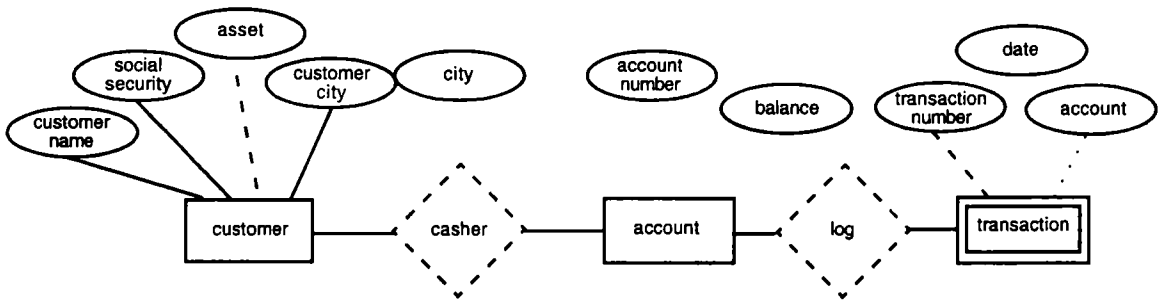 asset
social
security
customer
city
city
customer
name
account
number
balance
date
transaction
number
account
customer
casher
account
log
transaction